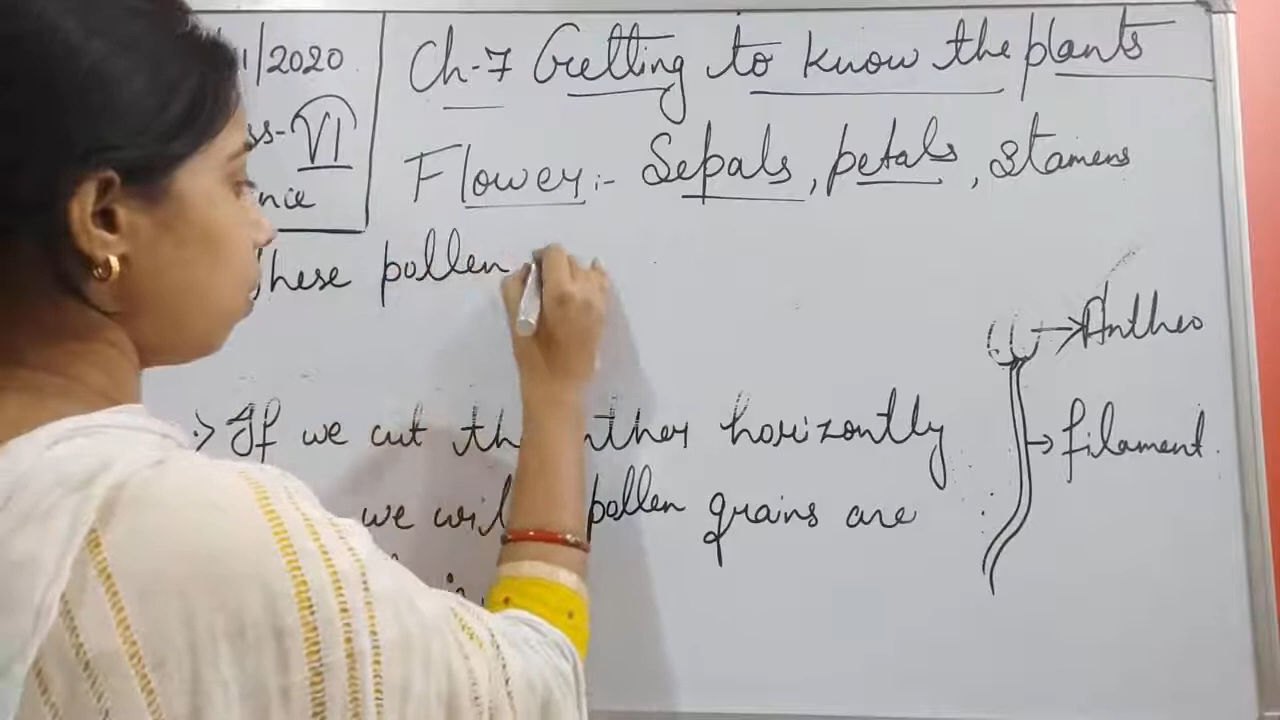 1/2020
ss- VI
nce
Ch-7 Getting to know the plants
Flower:- Sepals, petals, stamens
These pollen
Anther
filament.
If we cut th nther horizontly
we wil pollen grains are